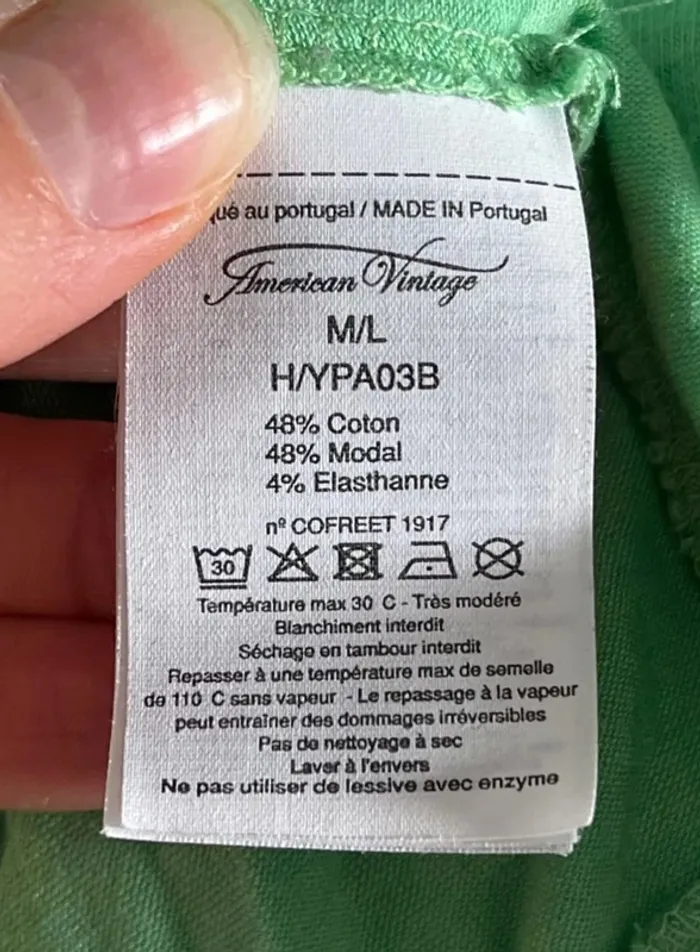 au portugal / MADE IN Portugal
American Vintage
M/L
H/YPA03B
48% Coton
48% Modal
4% Elasthanne
nº COFREET 1917
30
Température max 30 C - Très modéré
Blanchiment interdit
Séchage en tambour interdit
Repasser à une température max de semelle
de 110 C sans vapeur - Le repassage à la vapeur
peut entraîner des dommages irréversibles
Pas de nettoyage à sec
Laver à l'envers
Ne pas utiliser de lessive avec enzyme